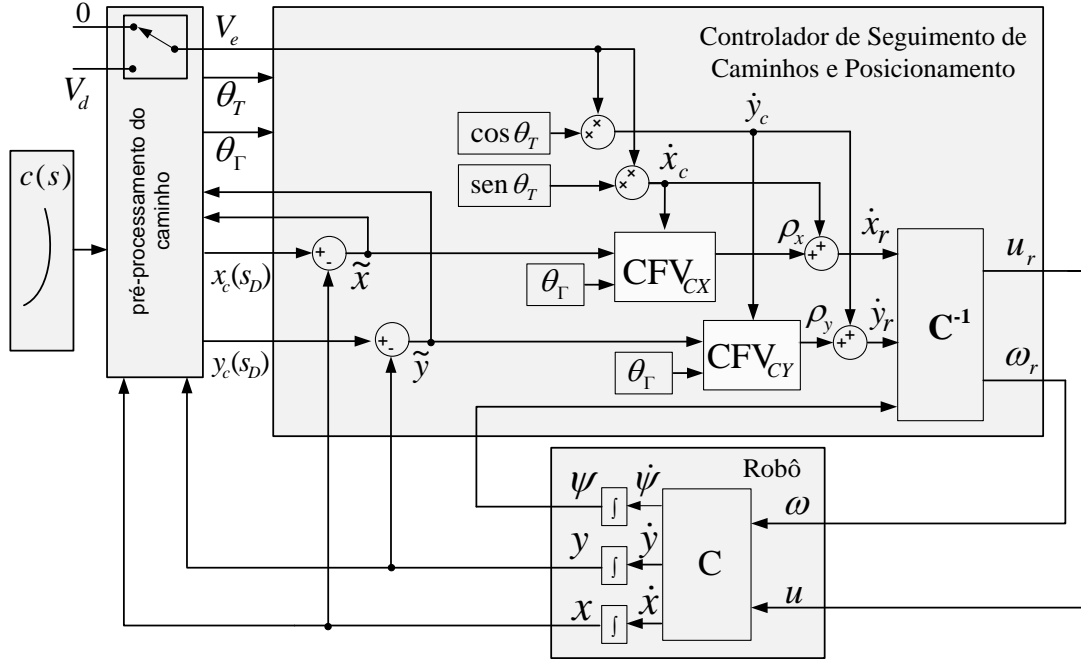 0
V_e
V_d
Controlador de Seguimento de
Caminhos e Posicionamento
θ_T
θ_Γ
pré-processamento do
caminho
c(s)
cos θ_T
× ×
ẏ_c
sen θ_T
× ×
ẋ_c
x_c(s_D)
+ -
x̃
θ_Γ
CFV_CX
ρ_x
+ +
ẋ_r
y_c(s_D)
+ -
ỹ
θ_Γ
CFV_CY
ρ_y
+ +
ẏ_r
C⁻¹
u_r
ω_r
Robô
ψ
∫
ψ̇
ω
y
∫
ẏ
C
x
∫
ẋ
u